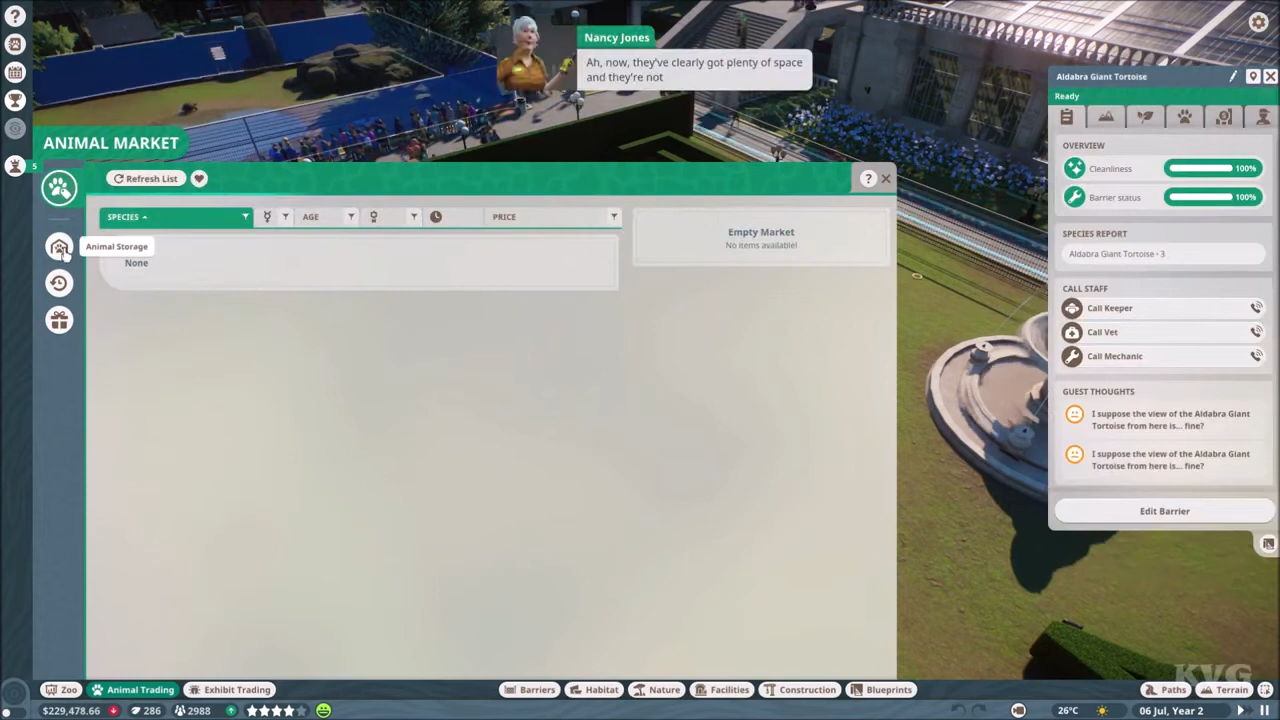 Nancy Jones
Ah, now, they've clearly got plenty of space
and they're not
Aldabra Giant Tortoise
Ready
ANIMAL MARKET
5
Refresh List
?
SPECIES
AGE
PRICE
Empty Market
No items available!
Animal Storage
None
OVERVIEW
Cleanliness
100%
Barrier status
100%
SPECIES REPORT
Aldabra Giant Tortoise - 3
CALL STAFF
Call Keeper
Call Vet
Call Mechanic
GUEST THOUGHTS
I suppose the view of the Aldabra Giant
Tortoise from here is... fine?
I suppose the view of the Aldabra Giant
Tortoise from here is... fine?
Edit Barrier
KVG
Zoo
Animal Trading
Exhibit Trading
Barriers
Habitat
Nature
Facilities
Construction
Blueprints
Paths
Terrain
$229,478.66
286
2988
26°C
06 Jul, Year 2